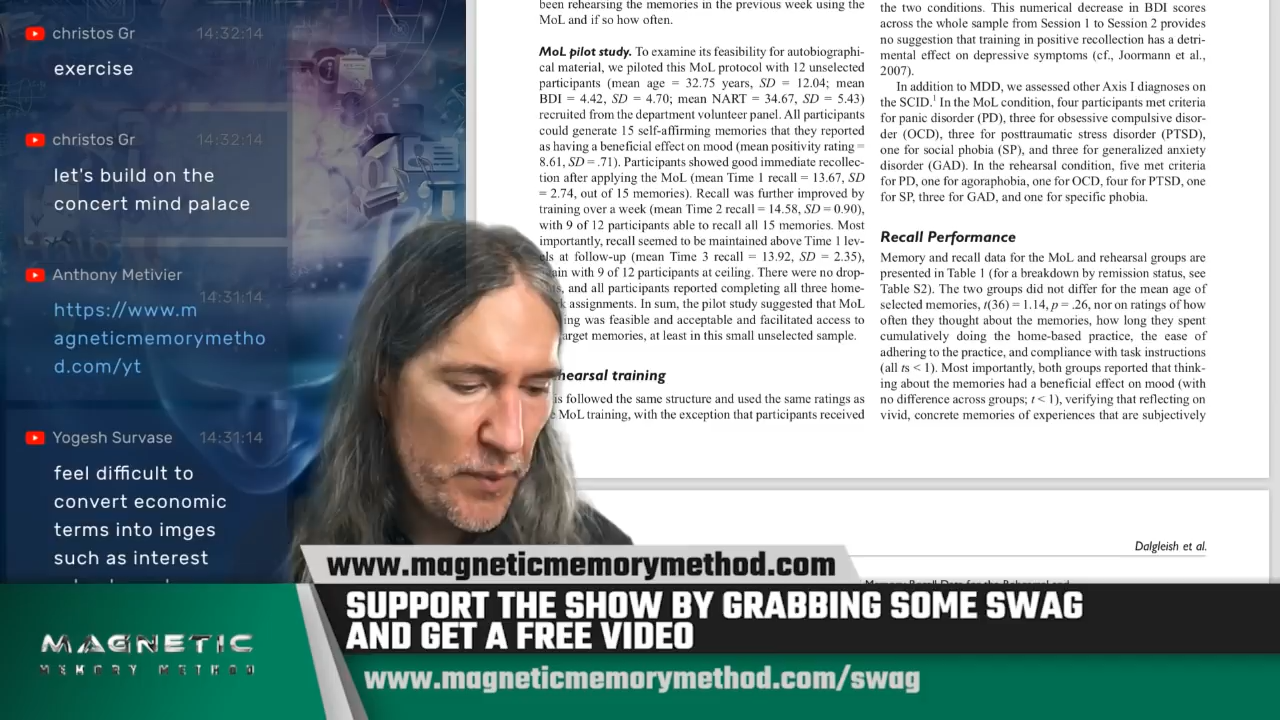 christos Gr 14:32:14
exercise
christos Gr 14:32:14
let's build on the
concert mind palace
Anthony Metivier
14:31:14
https://www.m
agneticmemorymetho
d.com/yt
Yogesh Survase 14:31:14
feel difficult to
convert economic
terms into imges
such as interest
been rehearsing the memories in the previous week using the
MoL and if so how often.
MoL pilot study. To examine its feasibility for autobiographi-
cal material, we piloted this MoL protocol with 12 unselected
participants (mean age = 32.75 years, SD = 12.04; mean
BDI = 4.42, SD = 4.70; mean NART = 34.67, SD = 5.43)
recruited from the department volunteer panel. All participants
could generate 15 self-affirming memories that they reported
as having a beneficial effect on mood (mean positivity rating =
8.61, SD = .71). Participants showed good immediate recollec-
tion after applying the MoL (mean Time 1 recall = 13.67, SD
= 2.74, out of 15 memories). Recall was further improved by
training over a week (mean Time 2 recall = 14.58, SD = 0.90),
with 9 of 12 participants able to recall all 15 memories. Most
importantly, recall seemed to be maintained above Time 1 lev-
els at follow-up (mean Time 3 recall = 13.92, SD = 2.35),
with 9 of 12 participants at ceiling. There were no drop-
and all participants reported completing all three home-
assignments. In sum, the pilot study suggested that MoL
was feasible and acceptable and facilitated access to
target memories, at least in this small unselected sample.
hearsal training
is followed the same structure and used the same ratings as
MoL training, with the exception that participants received
the two conditions. This numerical decrease in BDI scores
across the whole sample from Session 1 to Session 2 provides
no suggestion that training in positive recollection has a detri-
mental effect on depressive symptoms (cf., Joormann et al.,
2007).
In addition to MDD, we assessed other Axis I diagnoses on
the SCID.¹ In the MoL condition, four participants met criteria
for panic disorder (PD), three for obsessive compulsive disor-
der (OCD), three for posttraumatic stress disorder (PTSD),
one for social phobia (SP), and three for generalized anxiety
disorder (GAD). In the rehearsal condition, five met criteria
for PD, one for agoraphobia, one for OCD, four for PTSD, one
for SP, three for GAD, and one for specific phobia.
Recall Performance
Memory and recall data for the MoL and rehearsal groups are
presented in Table 1 (for a breakdown by remission status, see
Table S2). The two groups did not differ for the mean age of
selected memories, t(36) = 1.14, p = .26, nor on ratings of how
often they thought about the memories, how long they spent
cumulatively doing the home-based practice, the ease of
adhering to the practice, and compliance with task instructions
(all ts < 1). Most importantly, both groups reported that think-
ing about the memories had a beneficial effect on mood (with
no difference across groups; t < 1), verifying that reflecting on
vivid, concrete memories of experiences that are subjectively
Dalgleish et al.
www.magneticmemorymethod.com
SUPPORT THE SHOW BY GRABBING SOME SWAG
AND GET A FREE VIDEO
www.magneticmemorymethod.com/swag
MAGNETIC
MEMORY METHOD